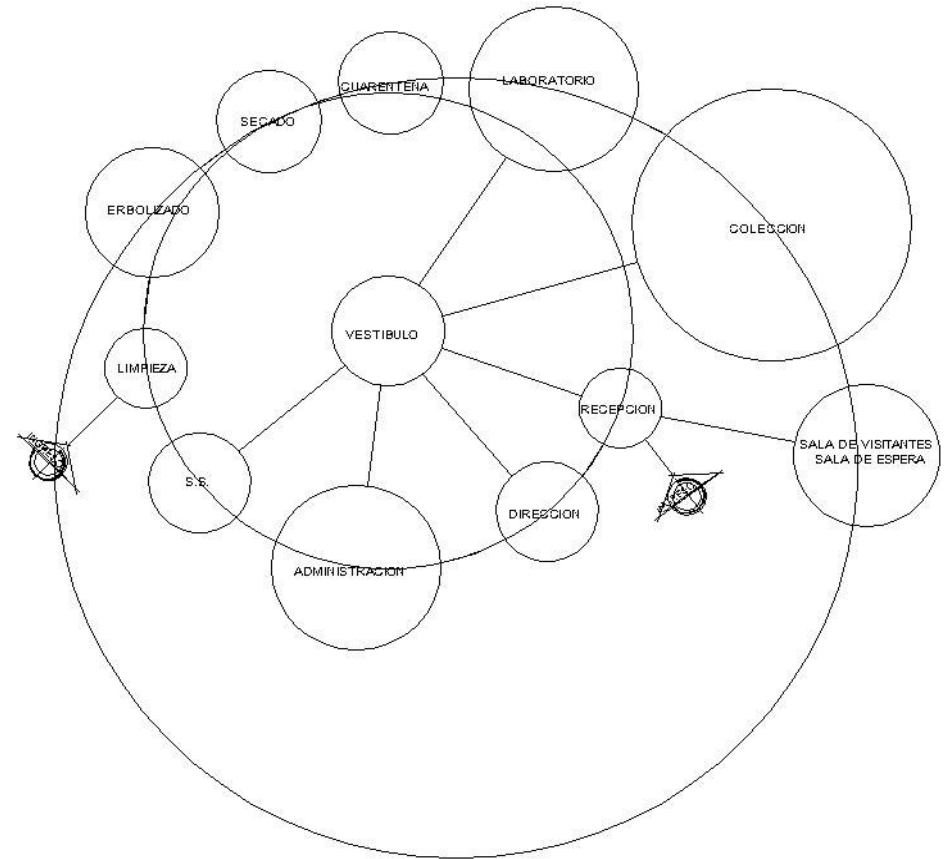 CUARENTENA
LABORATORIO
SECADO
ERBOLIZADO
COLECCION
VESTIBULO
LIMPIEZA
RECEPCION
SALA DE VISITANTES
SALA DE ESPERA
S.S.
DIRECCION
ADMINISTRACION